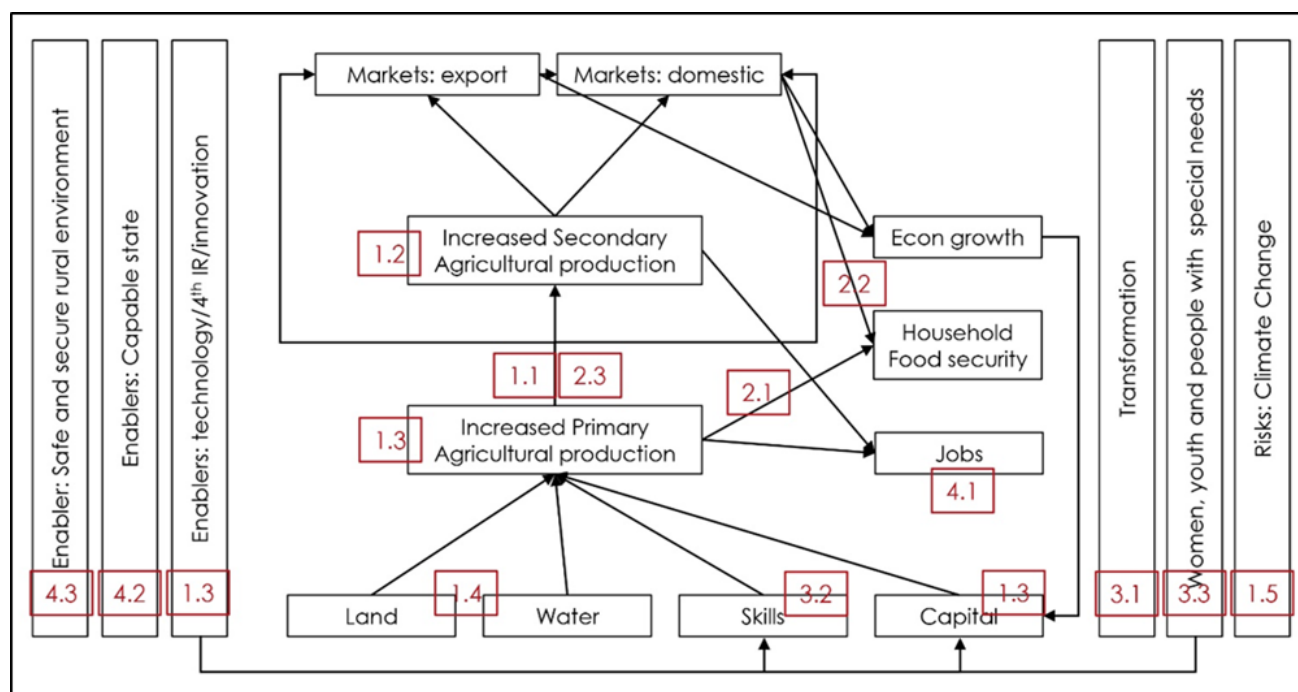 Markets: export
Markets: domestic
1.2
Increased Secondary
Agricultural production
Econ growth
2.2
Household
Food security
1.1
2.3
2.1
1.3
Increased Primary
Agricultural production
Jobs
4.1
Land
1.4
Water
Skills
3.2
Capital
1.3
Enabler: Safe and secure rural environment
4.3
Enablers: Capable state
4.2
Enablers: technology/4th IR/innovation
1.3
Transformation
3.1
Women, youth and people with special needs
3.3
Risks: Climate Change
1.5